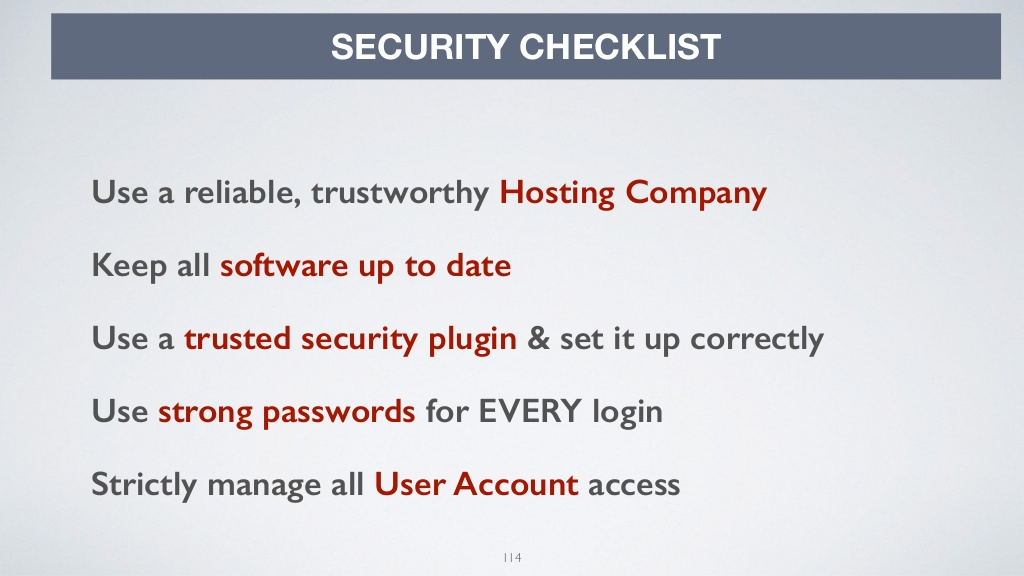 SECURITY CHECKLIST
Use a reliable, trustworthy Hosting Company
Keep all software up to date
Use a trusted security plugin & set it up correctly
Use strong passwords for EVERY login
Strictly manage all User Account access
114